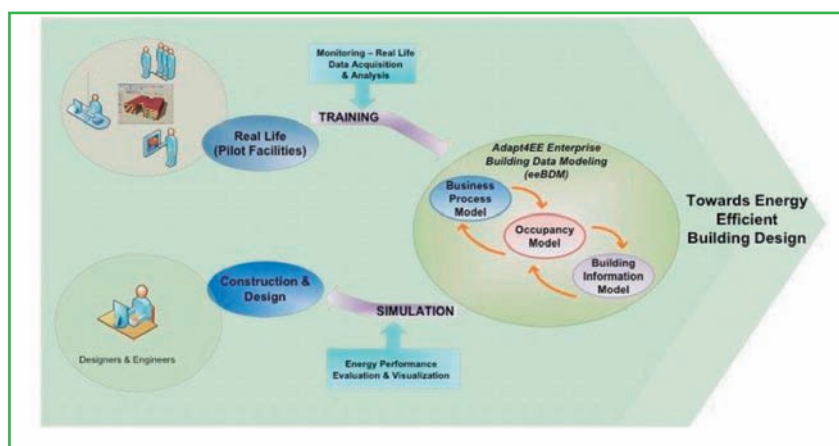 Monitoring – Real Life
Data Acquisition
& Analysis
TRAINING
Real Life
(Pilot Facilities)
Adapt4EE Enterprise
Building Data Modeling
(eeBDM)
Business
Process
Model
Occupancy
Model
Building
Information
Model
Towards Energy
Efficient
Building Design
Construction &
Design
SIMULATION
Designers & Engineers
Energy Performance
Evaluation & Visualization